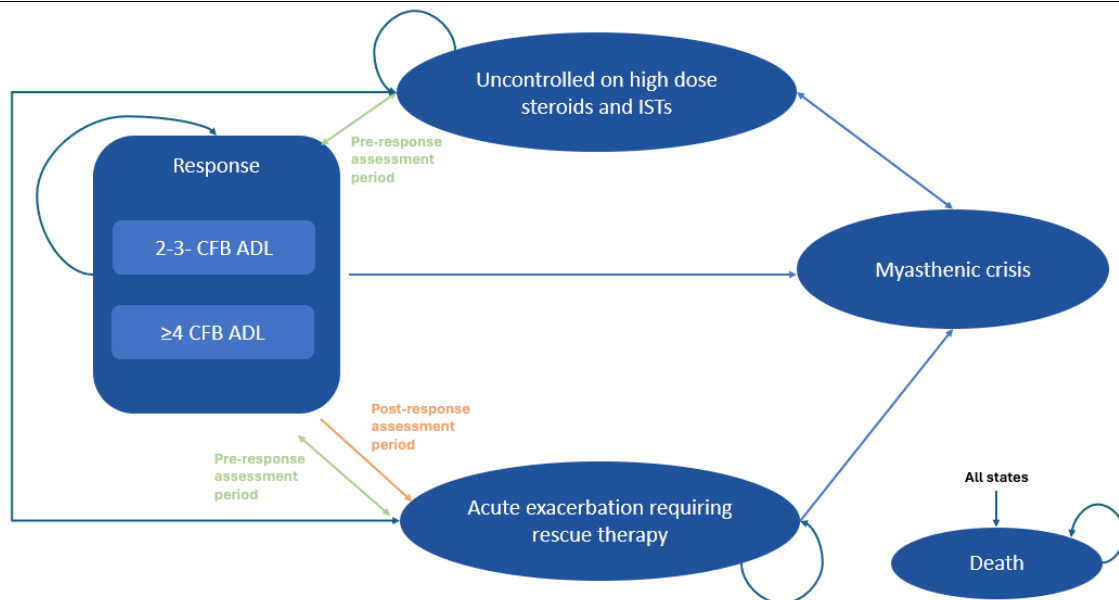 Uncontrolled on high dose
steroids and ISTs
Pre-response
assessment
period
Response
2-3- CFB ADL
≥4 CFB ADL
Myasthenic crisis
Post-response
assessment
period
Pre-response
assessment
period
Acute exacerbation requiring
rescue therapy
All states
Death